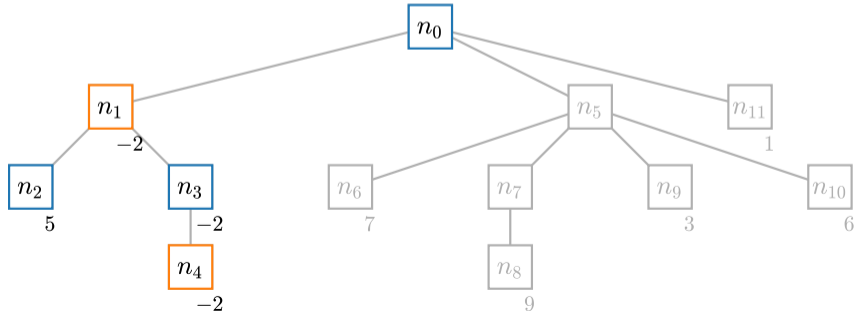 n₀
n₁ n₅ n₁₁
−2 1
n₂ n₃ n₆ n₇ n₉ n₁₀
5 −2 7 3 6
n₄ n₈
−2 9